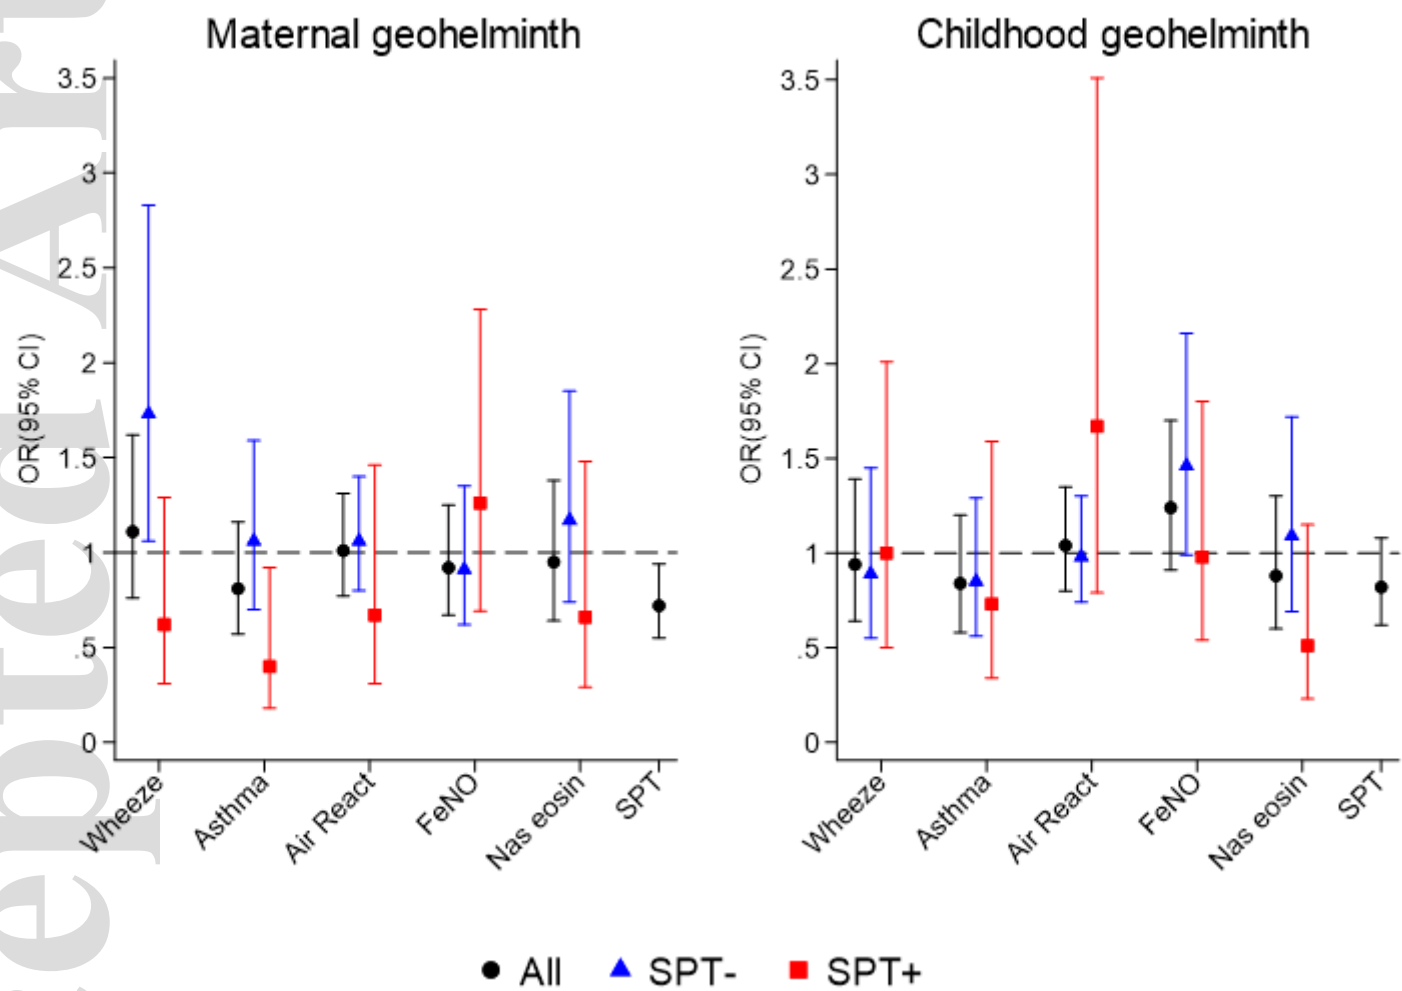 Maternal geohelminth
3.5
3
2.5
2
1.5
1
.5
0
OR(95% CI)
Wheeze
Asthma
Air React
FeNO
Nas eosin
SPT
Childhood geohelminth
3.5
3
2.5
2
1.5
1
.5
0
OR(95% CI)
Wheeze
Asthma
Air React
FeNO
Nas eosin
SPT
All
SPT-
SPT+
epted Art